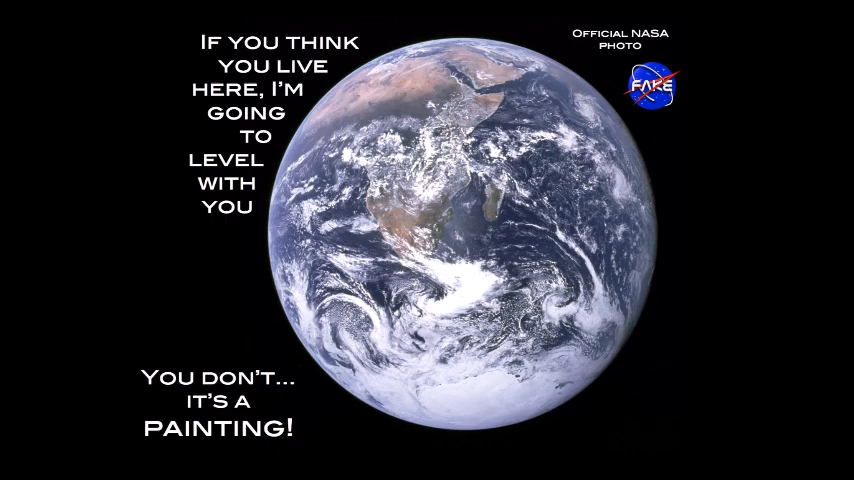 If you think
you live
here, I'm
going
to
level
with
you
Official NASA
photo
FAKE
You don't...
it's a
painting!